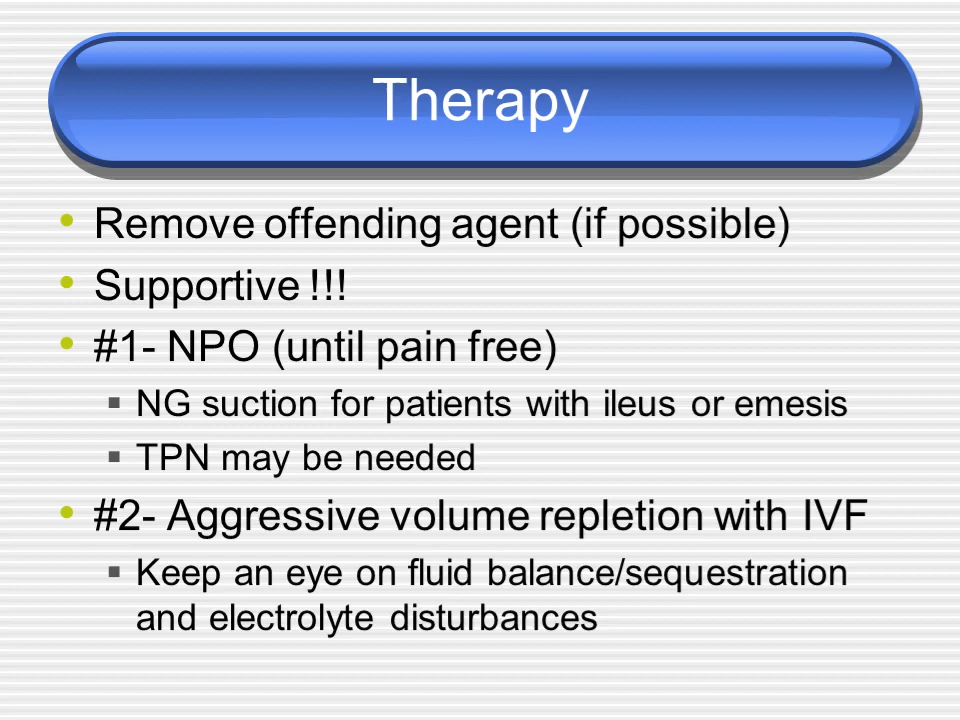 Therapy
• Remove offending agent (if possible)
• Supportive !!!
• #1- NPO (until pain free)
▪ NG suction for patients with ileus or emesis
▪ TPN may be needed
• #2- Aggressive volume repletion with IVF
▪ Keep an eye on fluid balance/sequestration
and electrolyte disturbances